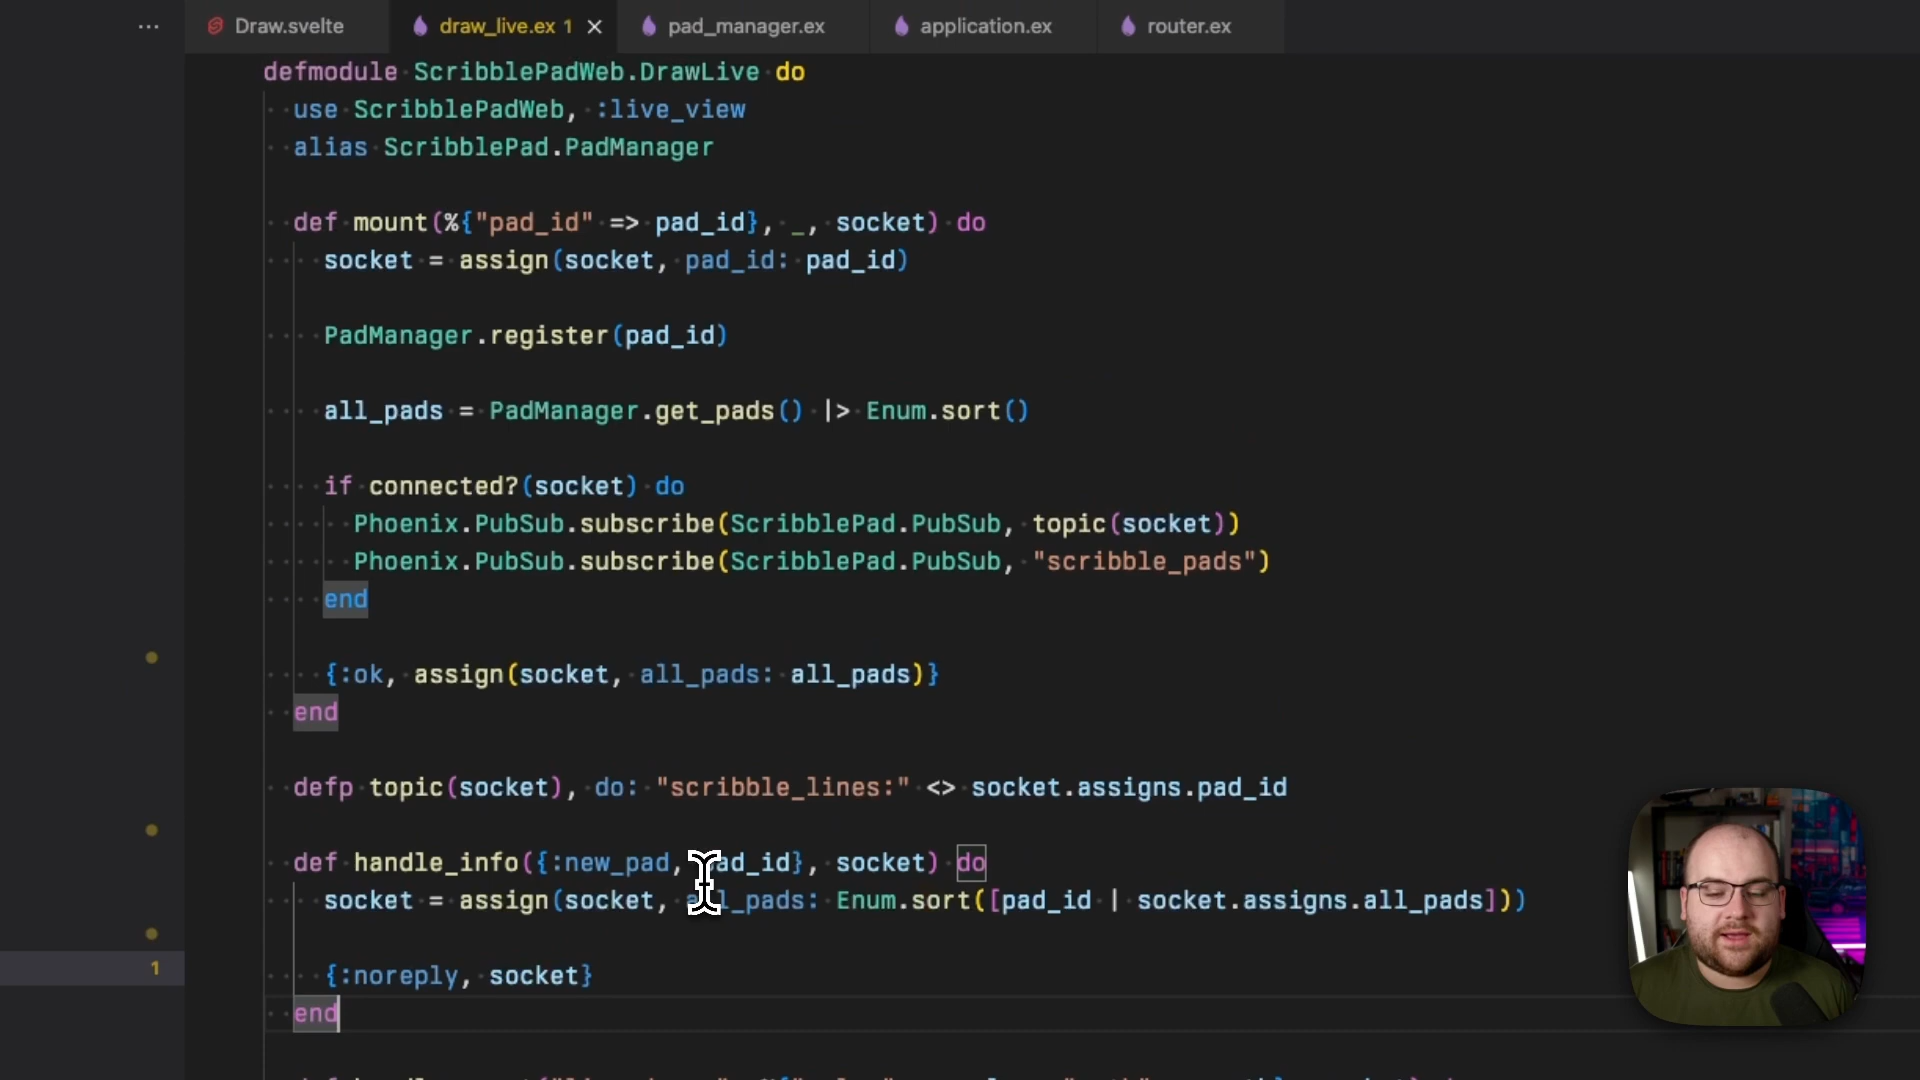 Draw.svelte draw_live.ex 1 pad_manager.ex application.ex router.ex
defmodule ScribblePadWeb.DrawLive do
use ScribblePadWeb, :live_view
alias ScribblePad.PadManager
def mount(%{"pad_id" => pad_id}, _, socket) do
socket = assign(socket, pad_id: pad_id)
PadManager.register(pad_id)
all_pads = PadManager.get_pads() |> Enum.sort()
if connected?(socket) do
Phoenix.PubSub.subscribe(ScribblePad.PubSub, topic(socket))
Phoenix.PubSub.subscribe(ScribblePad.PubSub, "scribble_pads")
end
{:ok, assign(socket, all_pads: all_pads)}
end
defp topic(socket), do: "scribble_lines:" <> socket.assigns.pad_id
def handle_info({:new_pad, pad_id}, socket) do
socket = assign(socket, all_pads: Enum.sort([pad_id | socket.assigns.all_pads]))
{:noreply, socket}
1
end